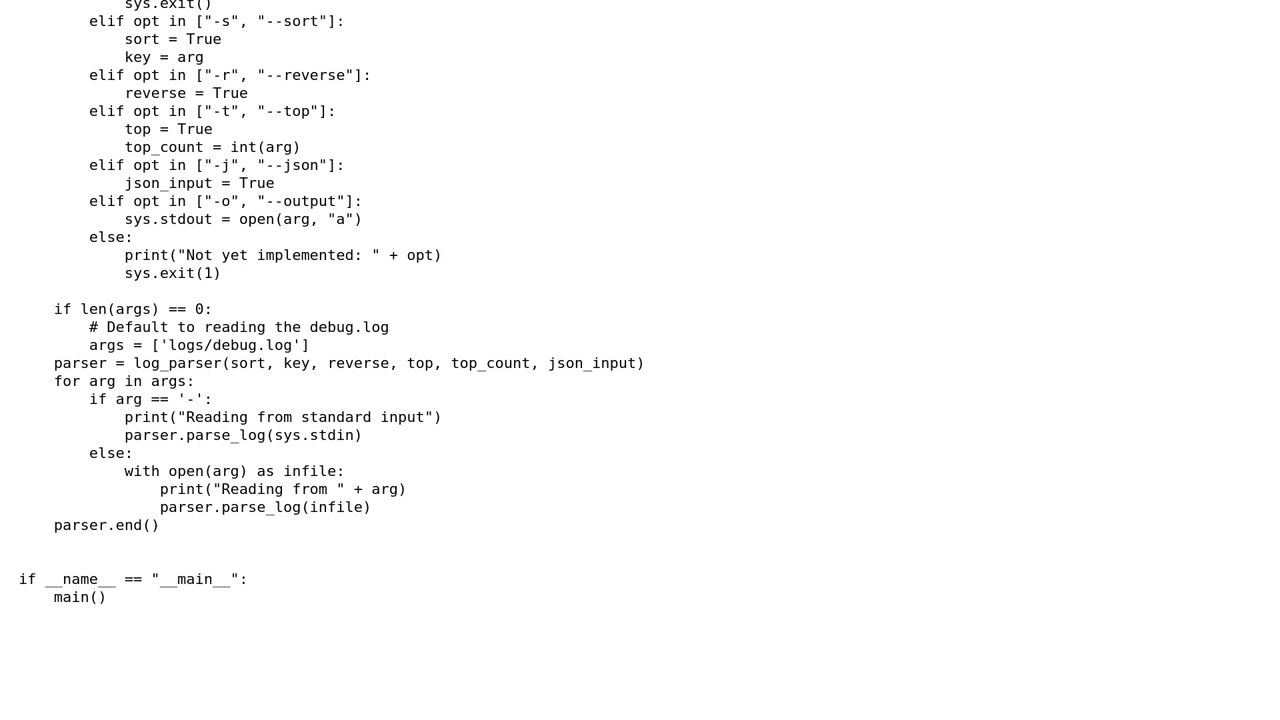 sys.exit()
        elif opt in ["-s", "--sort"]:
            sort = True
            key = arg
        elif opt in ["-r", "--reverse"]:
            reverse = True
        elif opt in ["-t", "--top"]:
            top = True
            top_count = int(arg)
        elif opt in ["-j", "--json"]:
            json_input = True
        elif opt in ["-o", "--output"]:
            sys.stdout = open(arg, "a")
        else:
            print("Not yet implemented: " + opt)
            sys.exit(1)

    if len(args) == 0:
        # Default to reading the debug.log
        args = ['logs/debug.log']
    parser = log_parser(sort, key, reverse, top, top_count, json_input)
    for arg in args:
        if arg == '-':
            print("Reading from standard input")
            parser.parse_log(sys.stdin)
        else:
            with open(arg) as infile:
                print("Reading from " + arg)
                parser.parse_log(infile)
    parser.end()


if __name__ == "__main__":
    main()